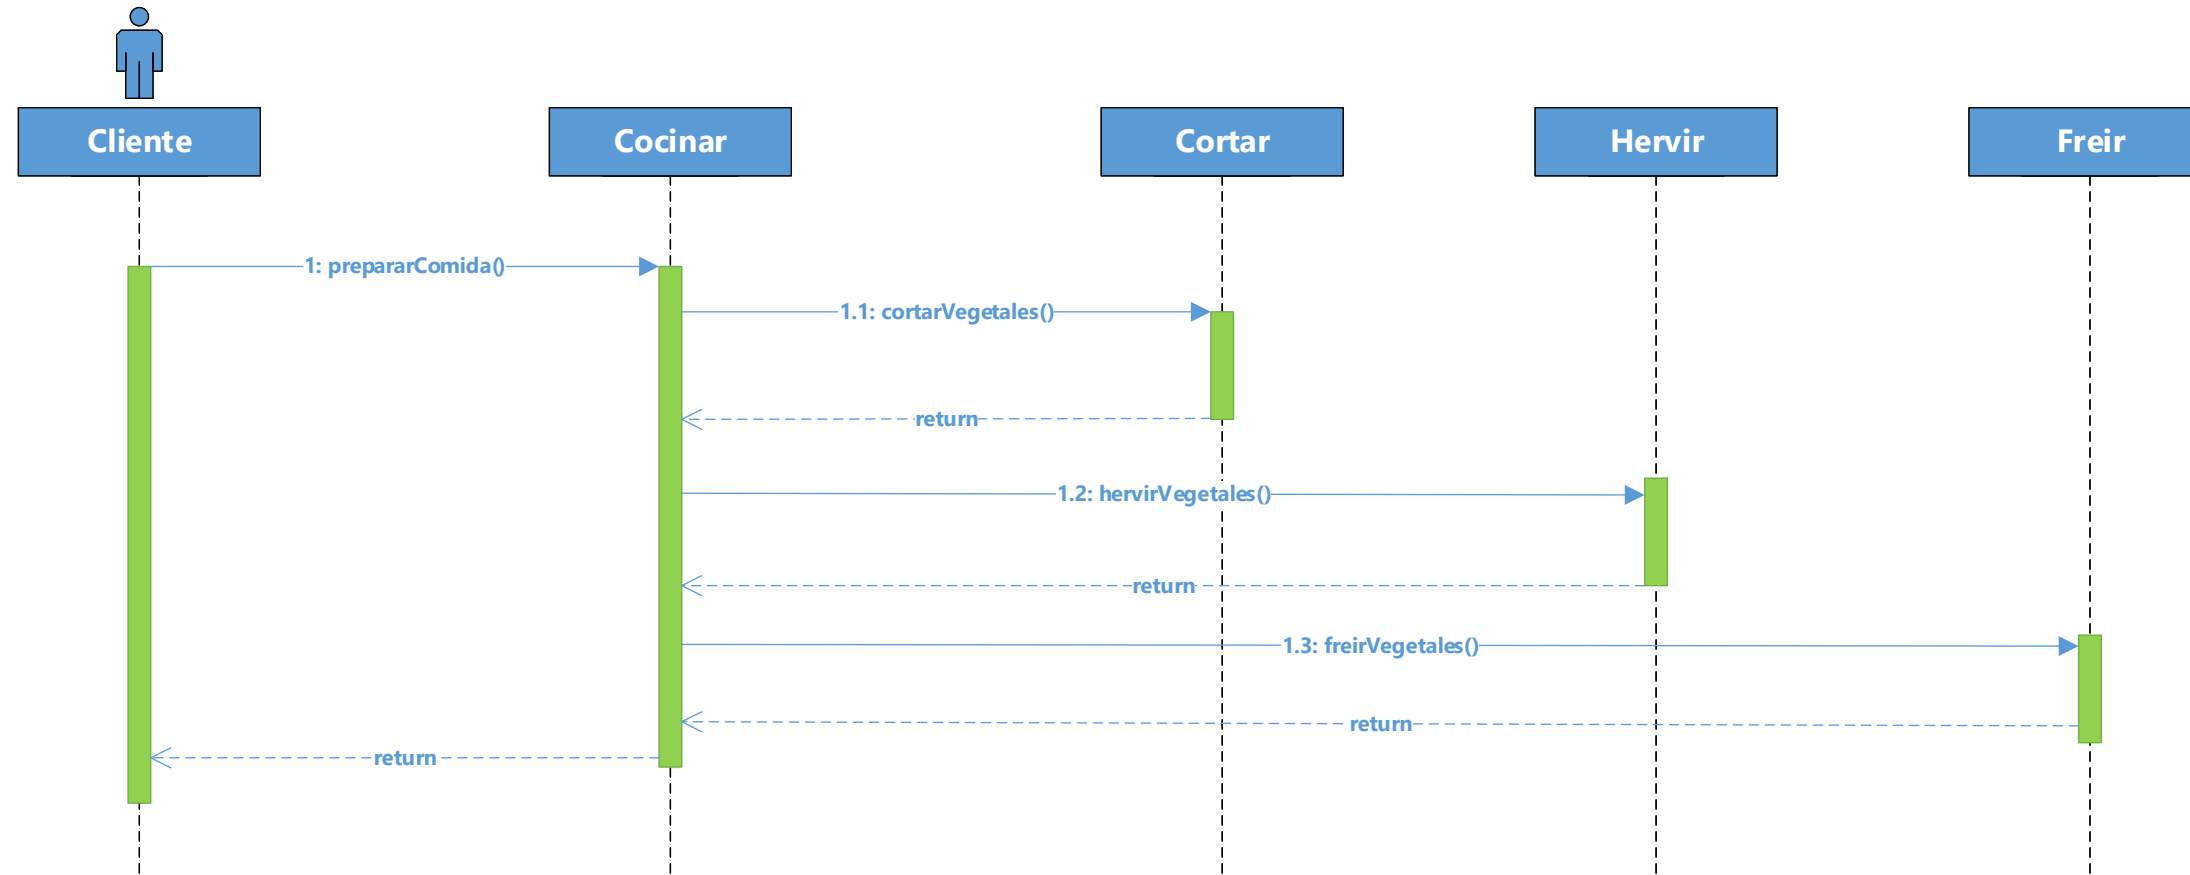 Cliente
Cocinar
Cortar
Hervir
Freir
1: prepararComida()
1.1: cortarVegetales()
return
1.2: hervirVegetales()
return
1.3: freirVegetales()
return
return